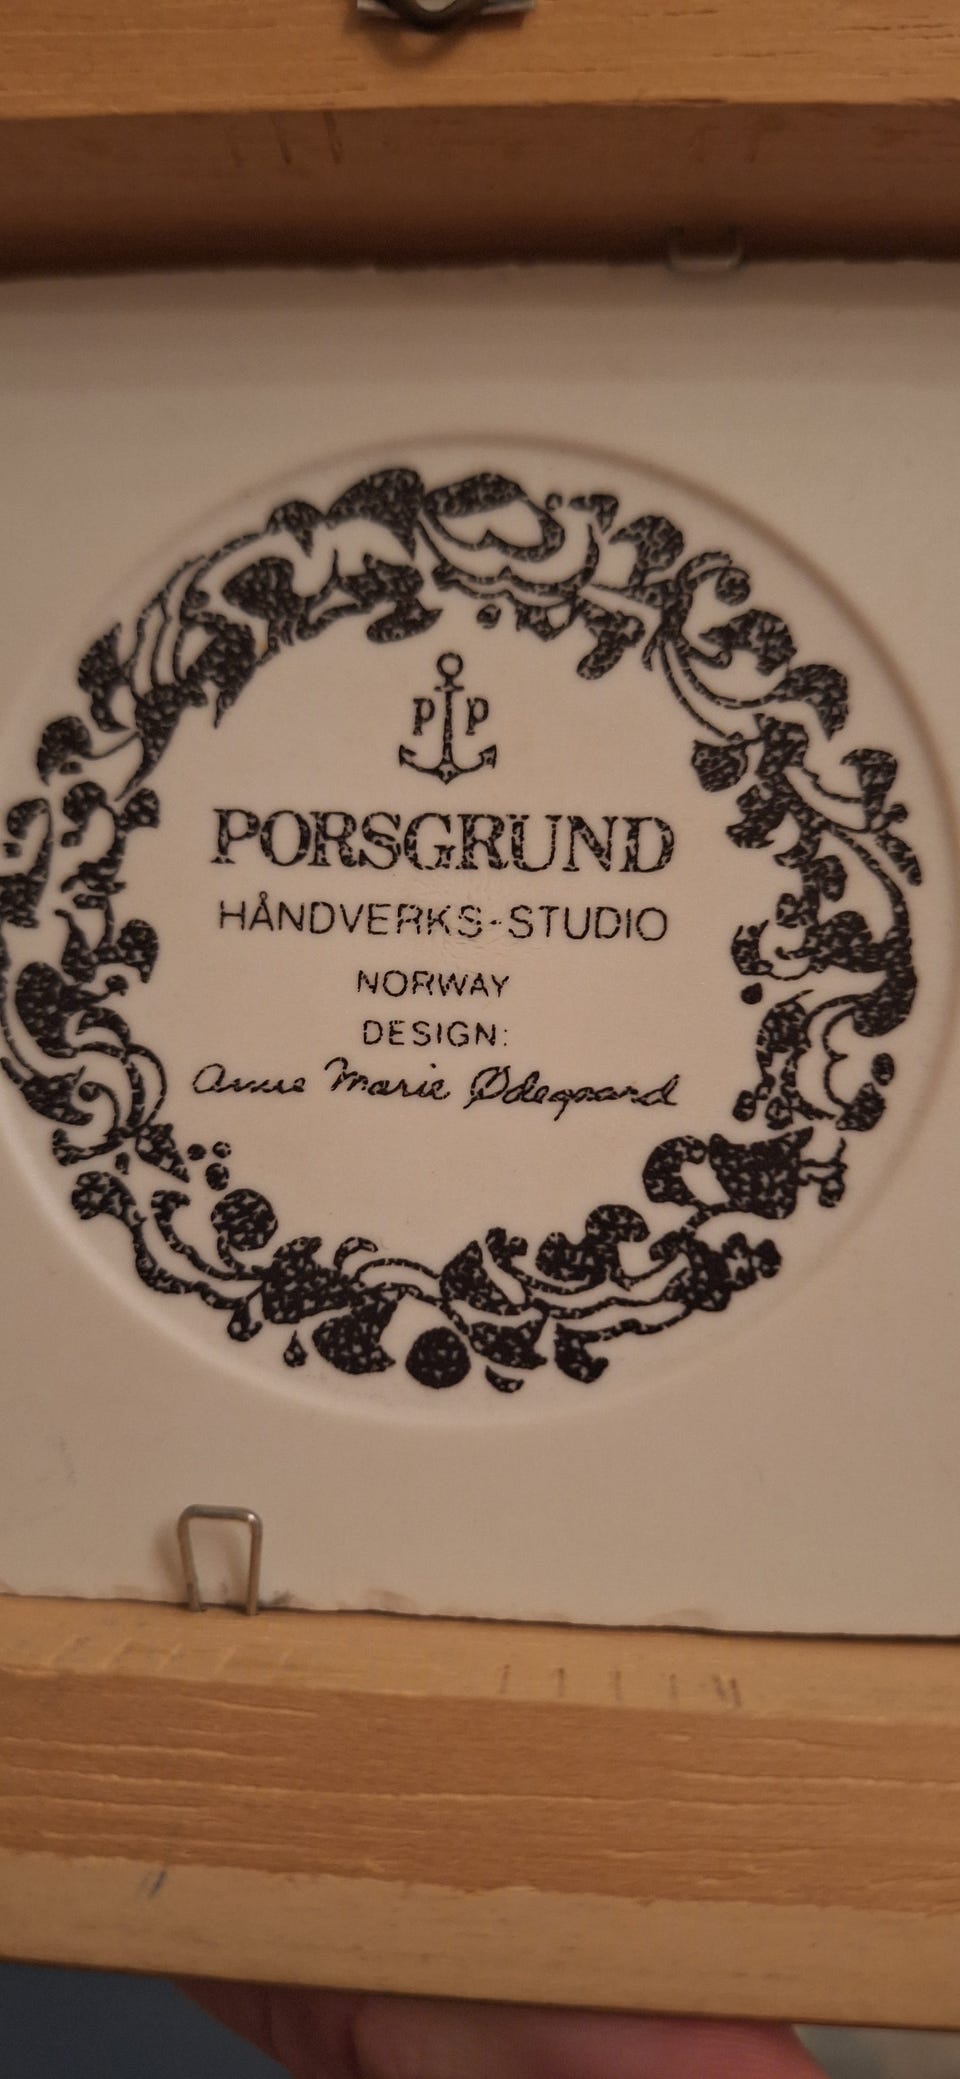 P P
PORSGRUND
HÅNDVERKS-STUDIO
NORWAY
DESIGN:
Anne Marie Ødegaard